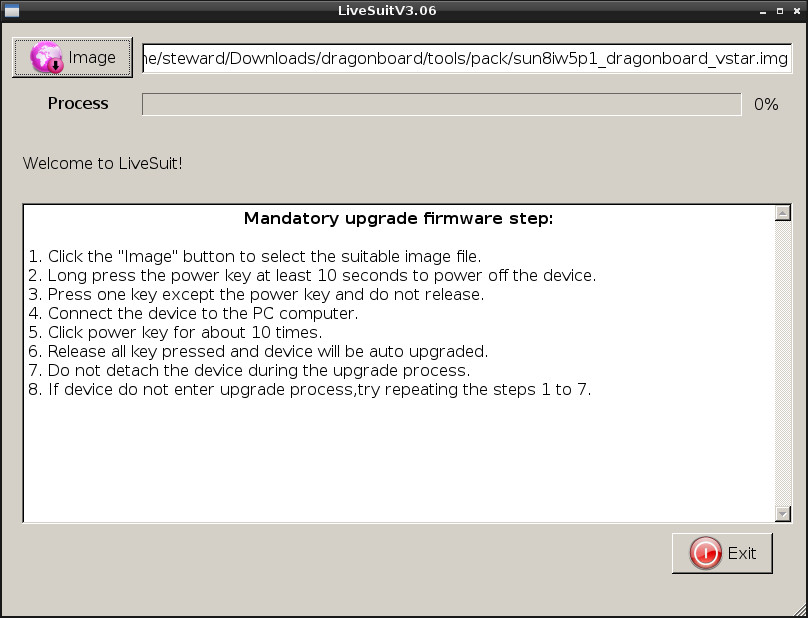 LiveSuitV3.06
Image
he/steward/Downloads/dragonboard/tools/pack/sun8iw5p1_dragonboard_vstar.img
Process
0%
Welcome to LiveSuit!
Mandatory upgrade firmware step:
1. Click the "Image" button to select the suitable image file.
2. Long press the power key at least 10 seconds to power off the device.
3. Press one key except the power key and do not release.
4. Connect the device to the PC computer.
5. Click power key for about 10 times.
6. Release all key pressed and device will be auto upgraded.
7. Do not detach the device during the upgrade process.
8. If device do not enter upgrade process,try repeating the steps 1 to 7.
Exit